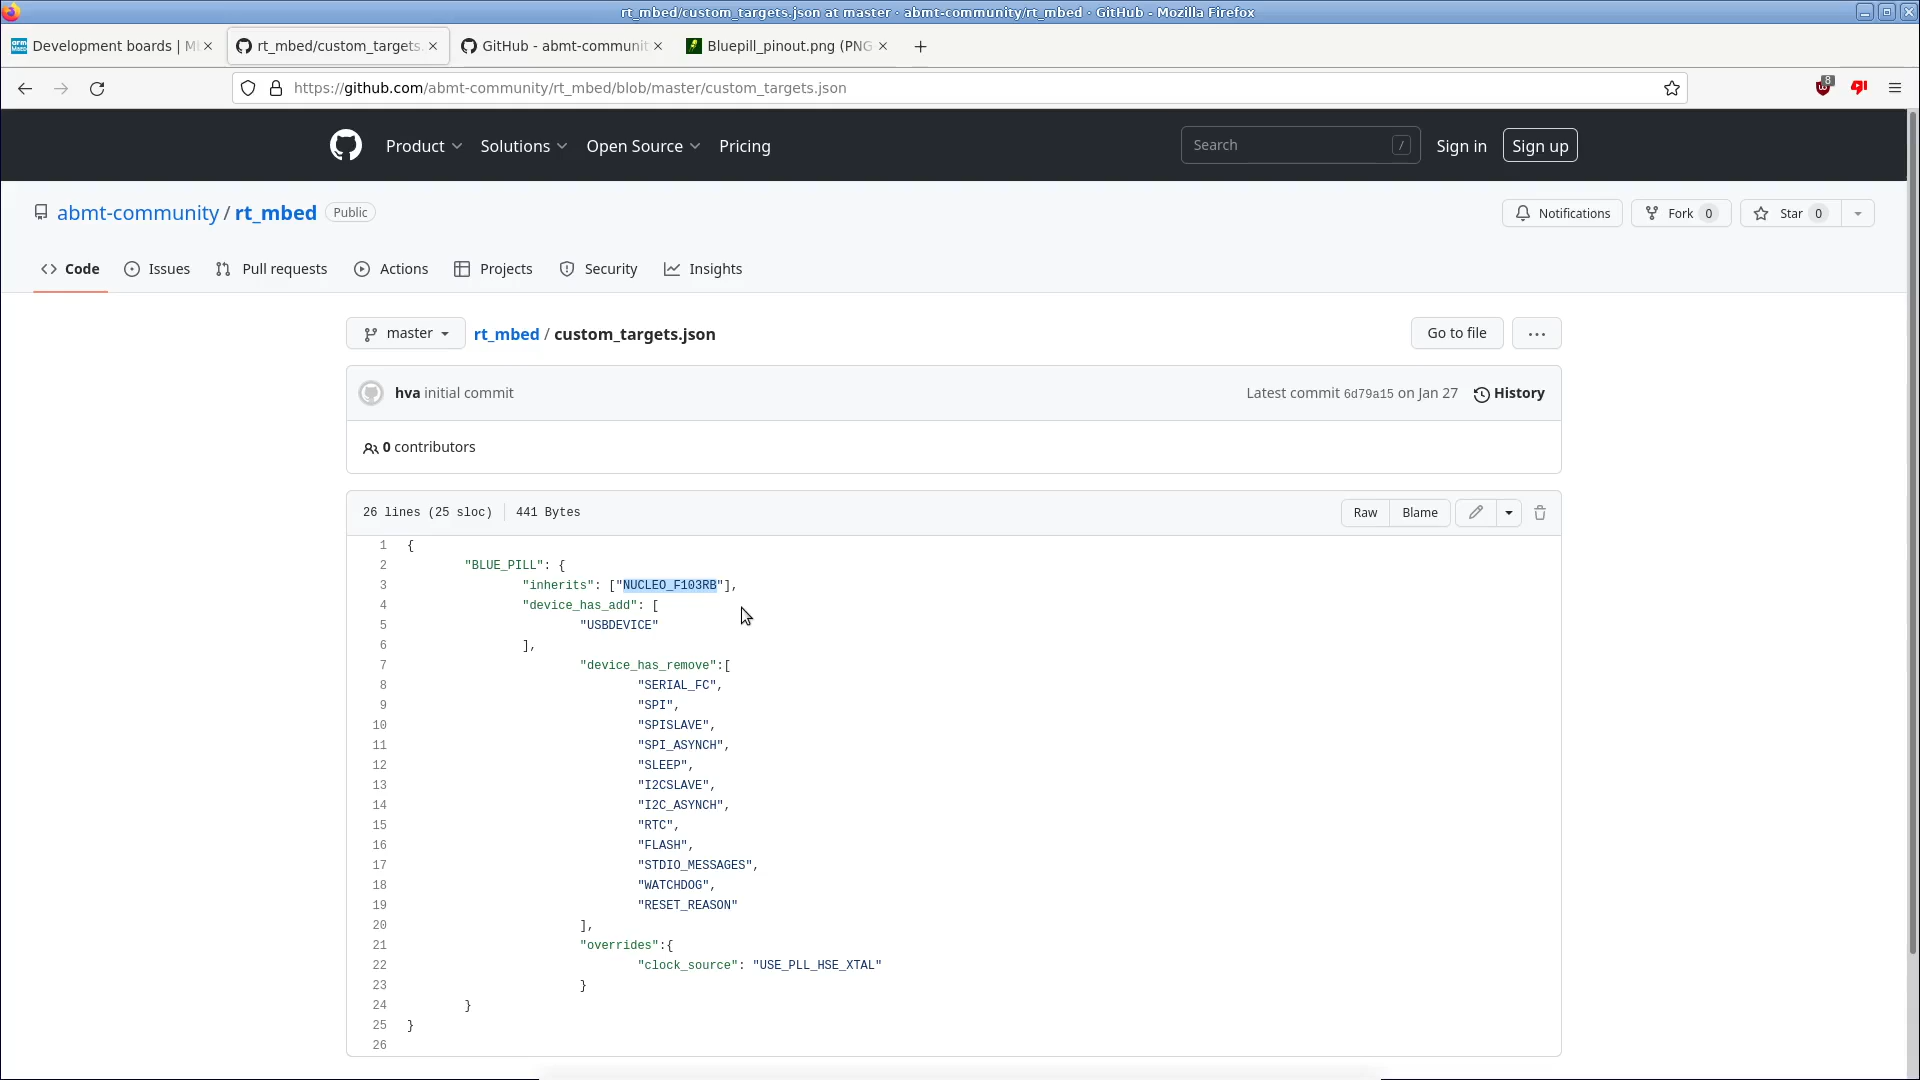 rt_mbed/custom_targets.json at master · abmt-community/rt_mbed · GitHub - Mozilla Firefox
Development boards | M
rt_mbed/custom_targets.
GitHub - abmt-communit
Bluepill_pinout.png (PNG
https://github.com/abmt-community/rt_mbed/blob/master/custom_targets.json
8
Product
Solutions
Open Source
Pricing
Search
/
Sign in
Sign up
abmt-community / rt_mbed
Public
Notifications
Fork 0
Star 0
Code
Issues
Pull requests
Actions
Projects
Security
Insights
master
rt_mbed / custom_targets.json
Go to file
...
hva initial commit
Latest commit 6d79a15 on Jan 27
History
0 contributors
26 lines (25 sloc)
441 Bytes
Raw
Blame
1 {
2 "BLUE_PILL": {
3 "inherits": ["NUCLEO_F103RB"],
4 "device_has_add": [
5 "USBDEVICE"
6 ],
7 "device_has_remove":[
8 "SERIAL_FC",
9 "SPI",
10 "SPISLAVE",
11 "SPI_ASYNCH",
12 "SLEEP",
13 "I2CSLAVE",
14 "I2C_ASYNCH",
15 "RTC",
16 "FLASH",
17 "STDIO_MESSAGES",
18 "WATCHDOG",
19 "RESET_REASON"
20 ],
21 "overrides":{
22 "clock_source": "USE_PLL_HSE_XTAL"
23 }
24 }
25 }
26